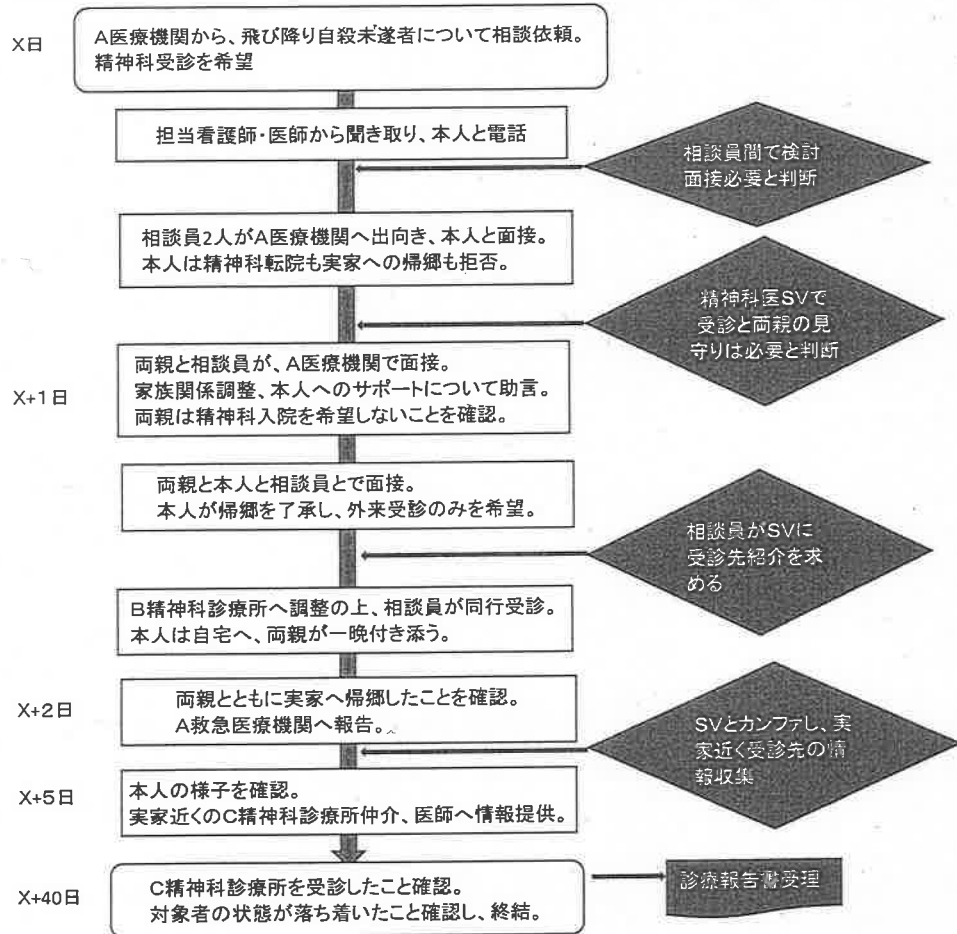 X日
A医療機関から、飛び降り自殺未遂者について相談依頼。
精神科受診を希望
担当看護師・医師から聞き取り、本人と電話
相談員間で検討
面接必要と判断
相談員2人がA医療機関へ出向き、本人と面接。
本人は精神科転院も実家への帰郷も拒否。
精神科医SVで
受診と両親の見
守りは必要と判断
X+1日
両親と相談員が、A医療機関で面接。
家族関係調整、本人へのサポートについて助言。
両親は精神科入院を希望しないことを確認。
両親と本人と相談員とで面接。
本人が帰郷を了承し、外来受診のみを希望。
相談員がSVに
受診先紹介を求
める
B精神科診療所へ調整の上、相談員が同行受診。
本人は自宅へ、両親が一晩付き添う。
X+2日
両親とともに実家へ帰郷したことを確認。
A救急医療機関へ報告。
SVとカンファし、実
家近く受診先の情
報収集
X+5日
本人の様子を確認。
実家近くのC精神科診療所仲介、医師へ情報提供。
X+40日
C精神科診療所を受診したこと確認。
対象者の状態が落ち着いたこと確認し、終結。
診療報告書受理